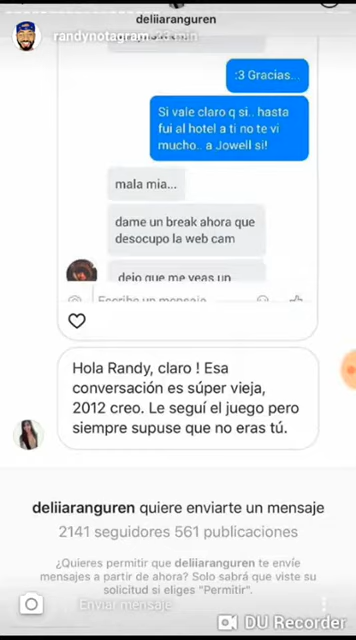 deliiaranguren
randynotagram 23 min
:3 Gracias...
Si vale claro q si.. hasta
fui al hotel a ti no te vi
mucho.. a Jowell si!
mala mia...
dame un break ahora que
desocupo la web cam
dejo que me veas un
Escribe un mensaje
Hola Randy, claro ! Esa
conversación es súper vieja,
2012 creo. Le seguí el juego pero
siempre supuse que no eras tú.
deliiaranguren quiere enviarte un mensaje
2141 seguidores 561 publicaciones
¿Quieres permitir que deliiaranguren te envíe
mensajes a partir de ahora? Solo sabrá que viste su
solicitud si eliges "Permitir".
Enviar mensaje
DU Recorder